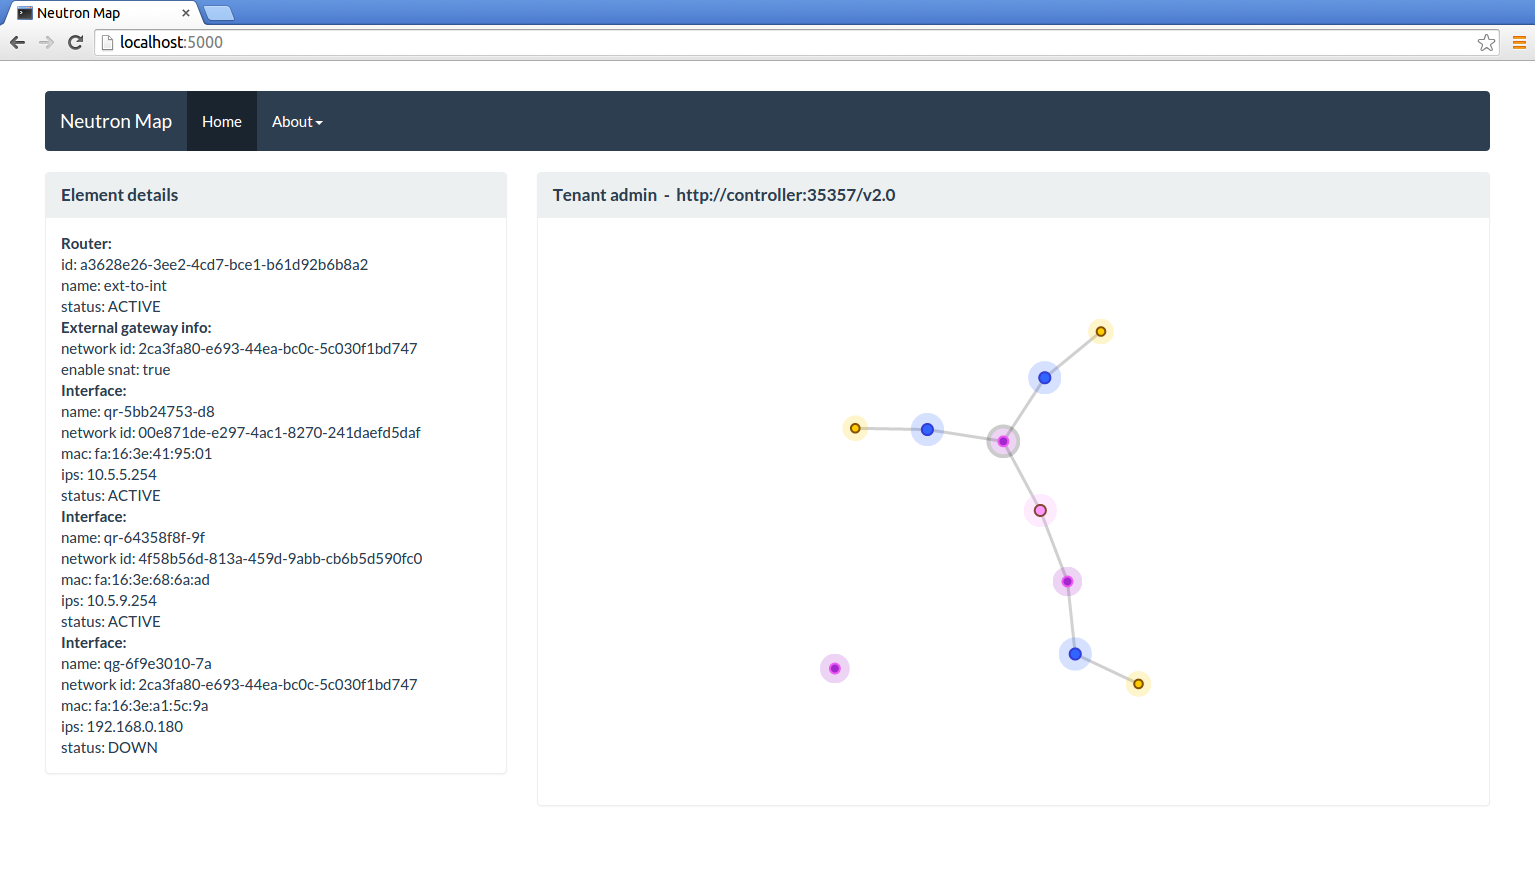 Neutron Map
localhost:5000
Neutron Map Home About
Element details
Router:
id: a3628e26-3ee2-4cd7-bce1-b61d92b6b8a2
name: ext-to-int
status: ACTIVE
External gateway info:
network id: 2ca3fa80-e693-44ea-bc0c-5c030f1bd747
enable snat: true
Interface:
name: qr-5bb24753-d8
network id: 00e871de-e297-4ac1-8270-241daefd5daf
mac: fa:16:3e:41:95:01
ips: 10.5.5.254
status: ACTIVE
Interface:
name: qr-64358f8f-9f
network id: 4f58b56d-813a-459d-9abb-cb6b5d590fc0
mac: fa:16:3e:68:6a:ad
ips: 10.5.9.254
status: ACTIVE
Interface:
name: qg-6f9e3010-7a
network id: 2ca3fa80-e693-44ea-bc0c-5c030f1bd747
mac: fa:16:3e:a1:5c:9a
ips: 192.168.0.180
status: DOWN
Tenant admin - http://controller:35357/v2.0